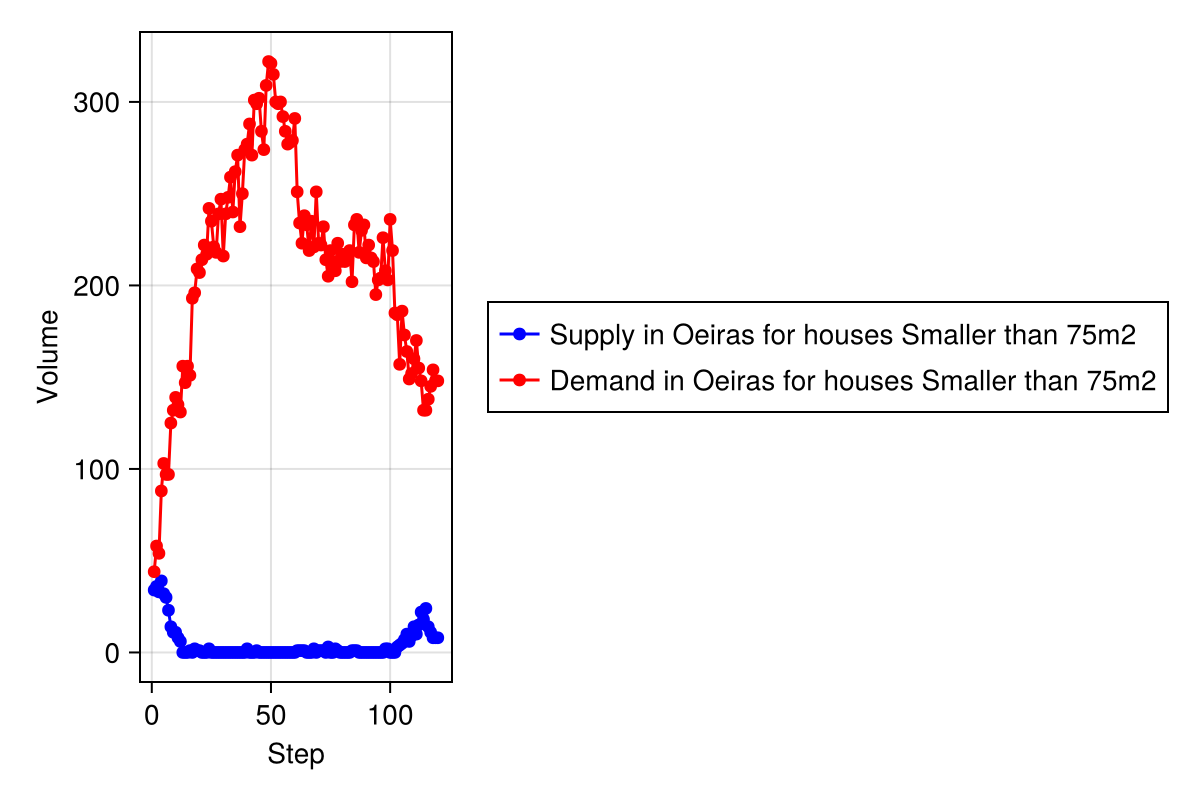 300
200
100
0
Volume
0 50 100
Step
Supply in Oeiras for houses Smaller than 75m2
Demand in Oeiras for houses Smaller than 75m2